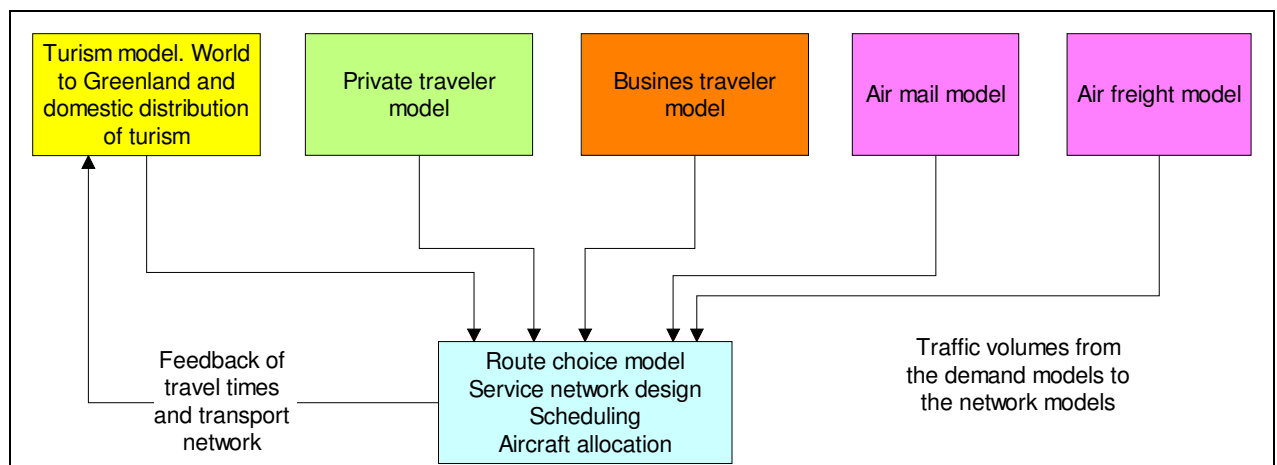 Turism model. World
to Greenland and
domestic distribution
of turism
Private traveler
model
Busines traveler
model
Air mail model
Air freight model
Feedback of
travel times
and transport
network
Route choice model
Service network design
Scheduling
Aircraft allocation
Traffic volumes from
the demand models to
the network models